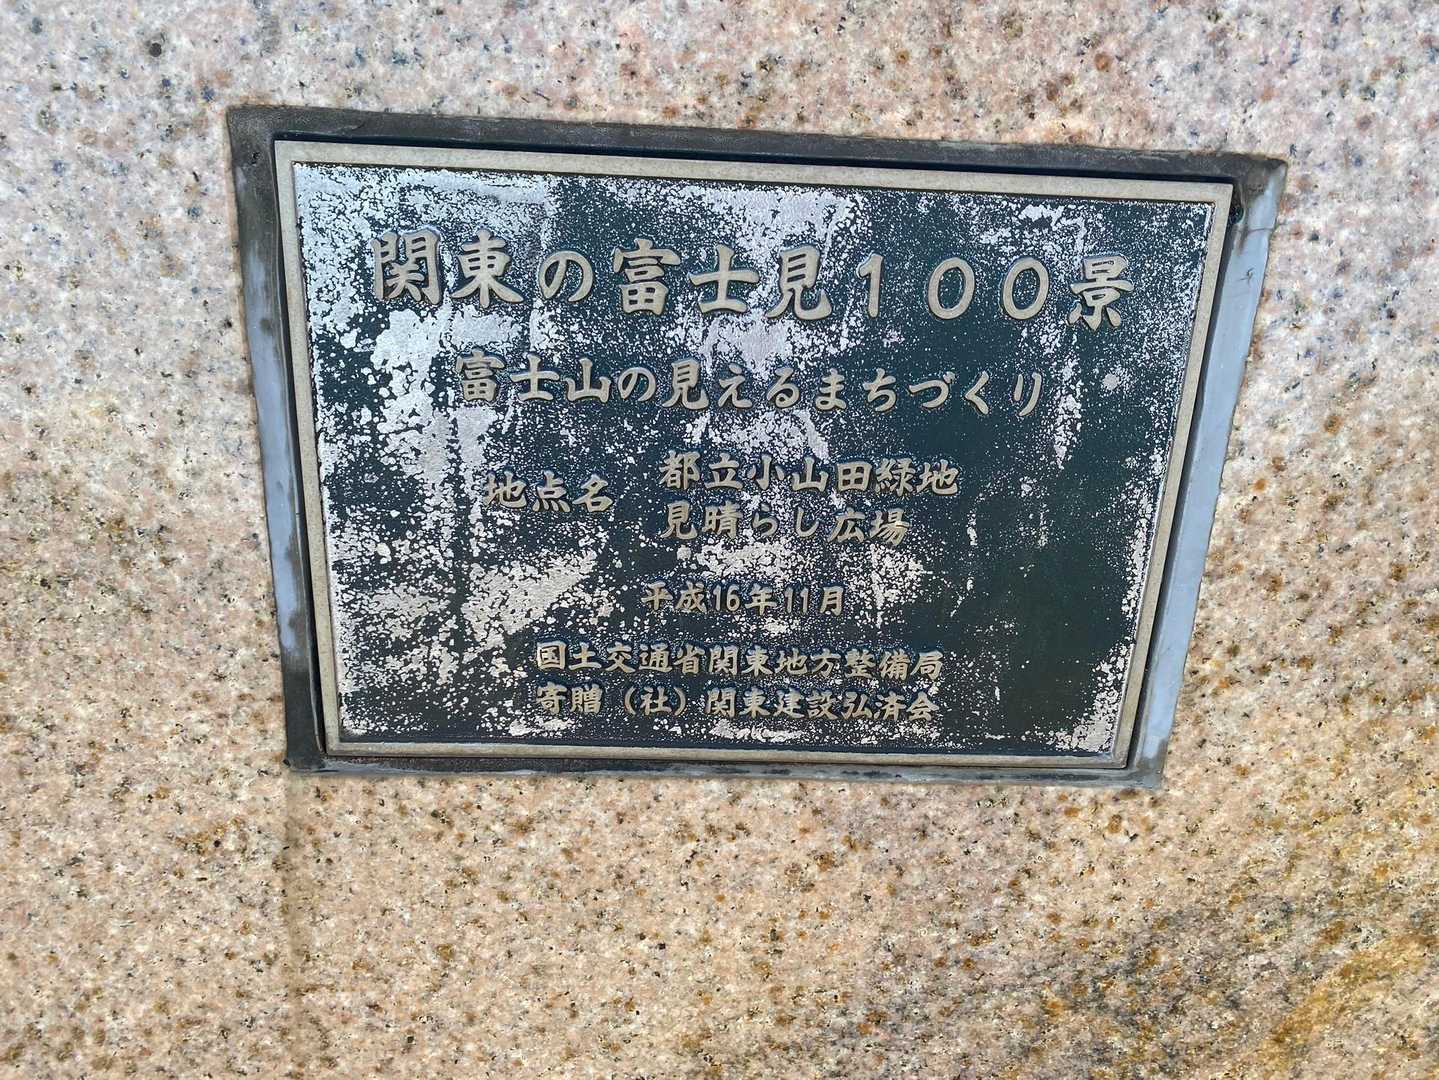 関東の富士見１００景
富士山の見えるまちづくり
地点名 都立小山田緑地
見晴らし広場
平成16年11月
国土交通省関東地方整備局
寄贈（社）関東建設弘済会